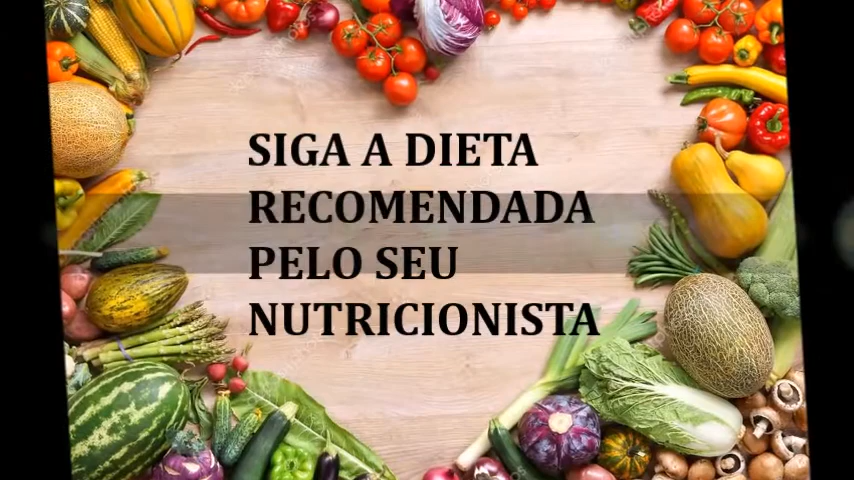 SIGA A DIETA
RECOMENDADA
PELO SEU
NUTRICIONISTA